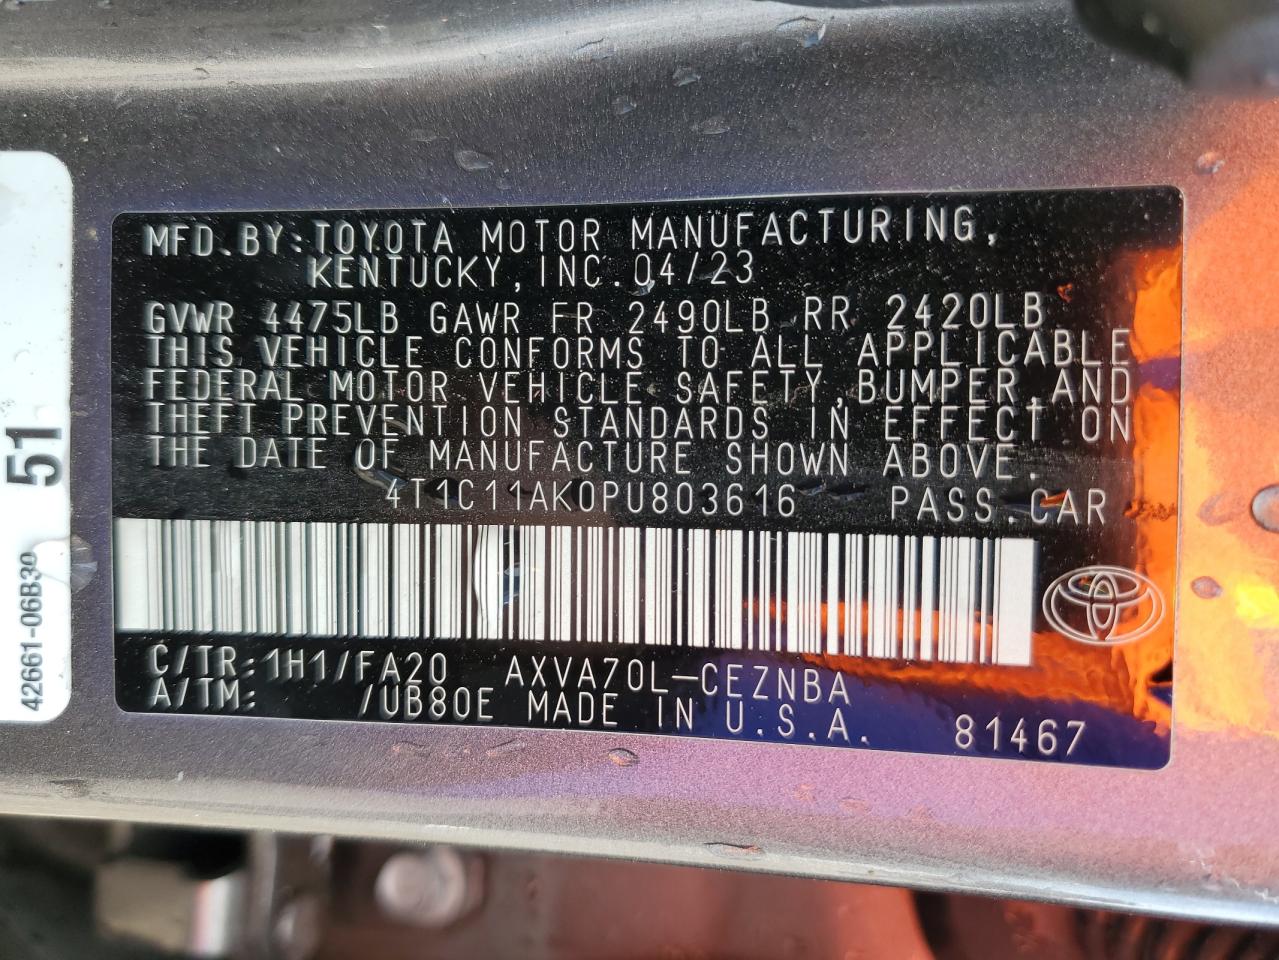 MFD.BY:TOYOTA MOTOR MANUFACTURING,
KENTUCKY,INC.04/23
GVWR 4475LB GAWR FR 2490LB RR 2420LB
THIS VEHICLE CONFORMS TO ALL APPLICABLE
FEDERAL MOTOR VEHICLE SAFETY,BUMPER,AND
THEFT PREVENTION STANDARDS IN EFFECT ON
THE DATE OF MANUFACTURE SHOWN ABOVE.
4T1C11AK0PU803616 PASS.CAR
C/TR:1H1/FA20 AXVA70L-CEZNBA
A/TM: /UB80E MADE IN U.S.A. 81467
51
42661-06B30